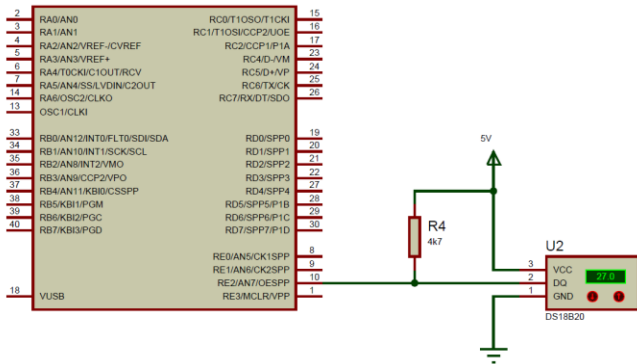 2 RA0/AN0 RC0/T1OSO/T1CKI 15
3 RA1/AN1 RC1/T1OSI/CCP2/UOE 16
4 RA2/AN2/VREF-/CVREF RC2/CCP1/P1A 17
5 RA3/AN3/VREF+ RC4/D-/VM 23
6 RA4/T0CKI/C1OUT/RCV RC5/D+/VP 24
7 RA5/AN4/SS/LVDIN/C2OUT RC6/TX/CK 25
14 RA6/OSC2/CLKO RC7/RX/DT/SDO 26
13 OSC1/CLKI
33 RB0/AN12/INT0/FLT0/SDI/SDA RD0/SPP0 19
34 RB1/AN10/INT1/SCK/SCL RD1/SPP1 20
35 RB2/AN8/INT2/VMO RD2/SPP2 21
36 RB3/AN9/CCP2/VPO RD3/SPP3 22
37 RB4/AN11/KBI0/CSSPP RD4/SPP4 27
38 RB5/KBI1/PGM RD5/SPP5/P1B 28
39 RB6/KBI2/PGC RD6/SPP6/P1C 29
40 RB7/KBI3/PGD RD7/SPP7/P1D 30
RE0/AN5/CK1SPP 8
RE1/AN6/CK2SPP 9
RE2/AN7/OESPP 10
18 VUSB RE3/MCLR/VPP 1
5V
R4
4k7
U2
3 VCC
2 DQ
1 GND
27.0
DS18B20